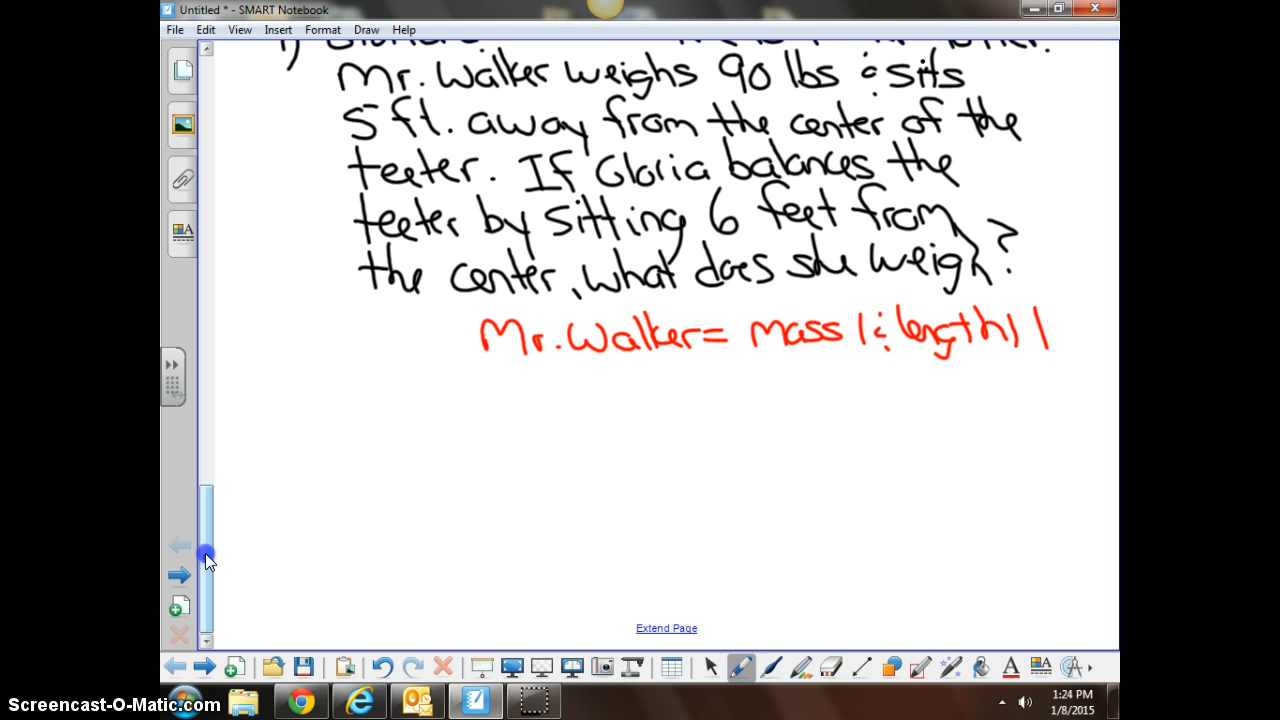 Untitled * - SMART Notebook
File Edit View Insert Format Draw Help
1)
Mr. Walker weighs 90 lbs & sits
5 ft. away from the center of the
teeter. If Gloria balances the
teeter by sitting 6 feet from
the center, what does she weigh?
Mr. Walker = mass 1 & length 1
Extend Page
1:24 PM
1/8/2015
Screencast-O-Matic.com